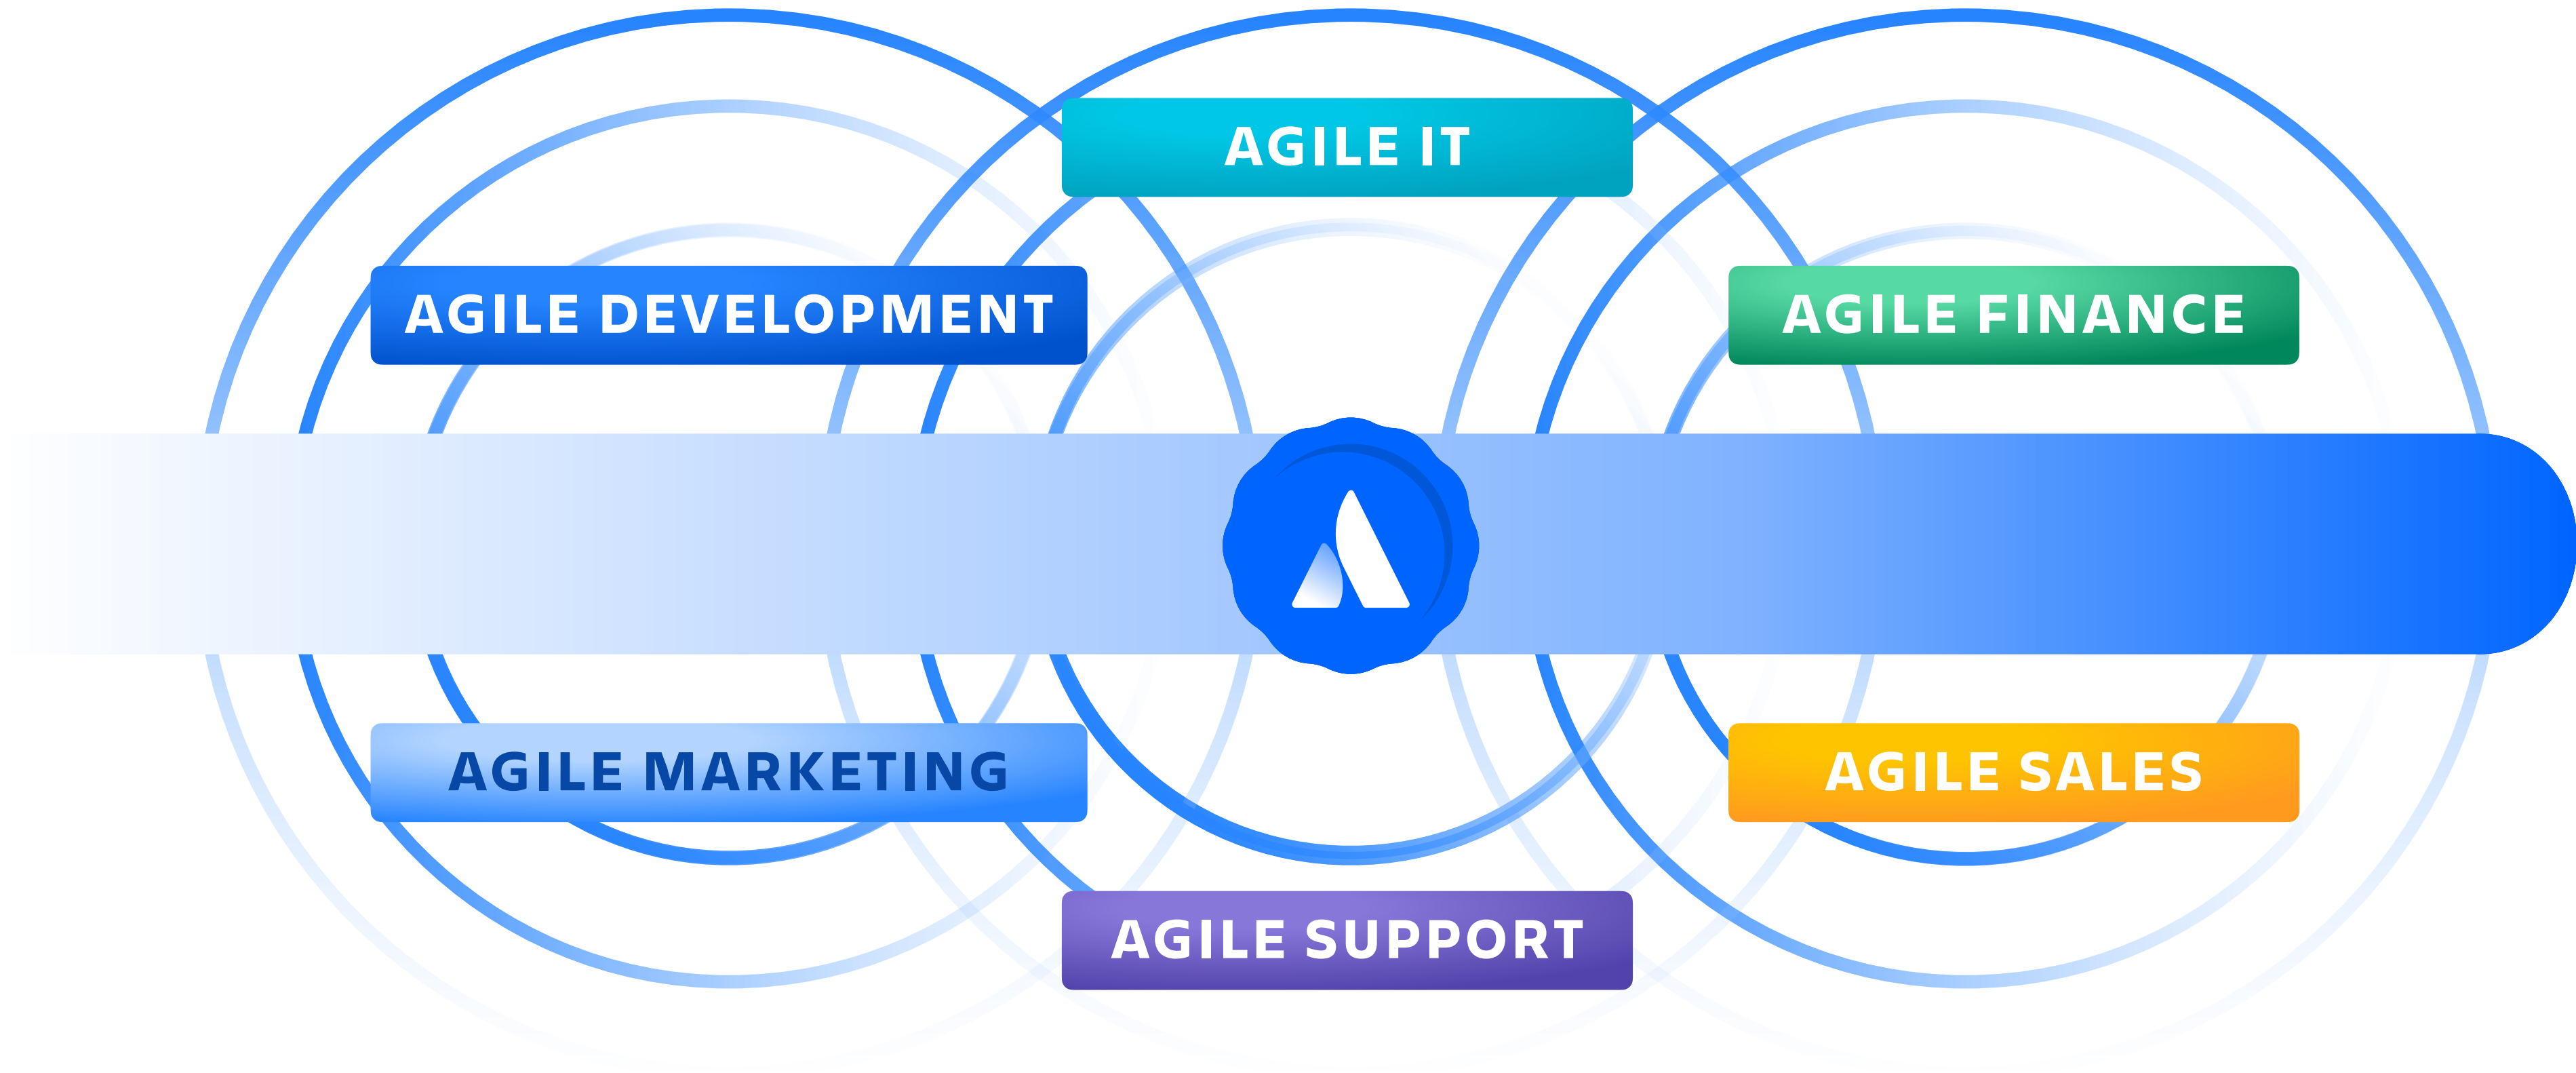 AGILE IT
AGILE DEVELOPMENT
AGILE FINANCE
AGILE MARKETING
AGILE SALES
AGILE SUPPORT